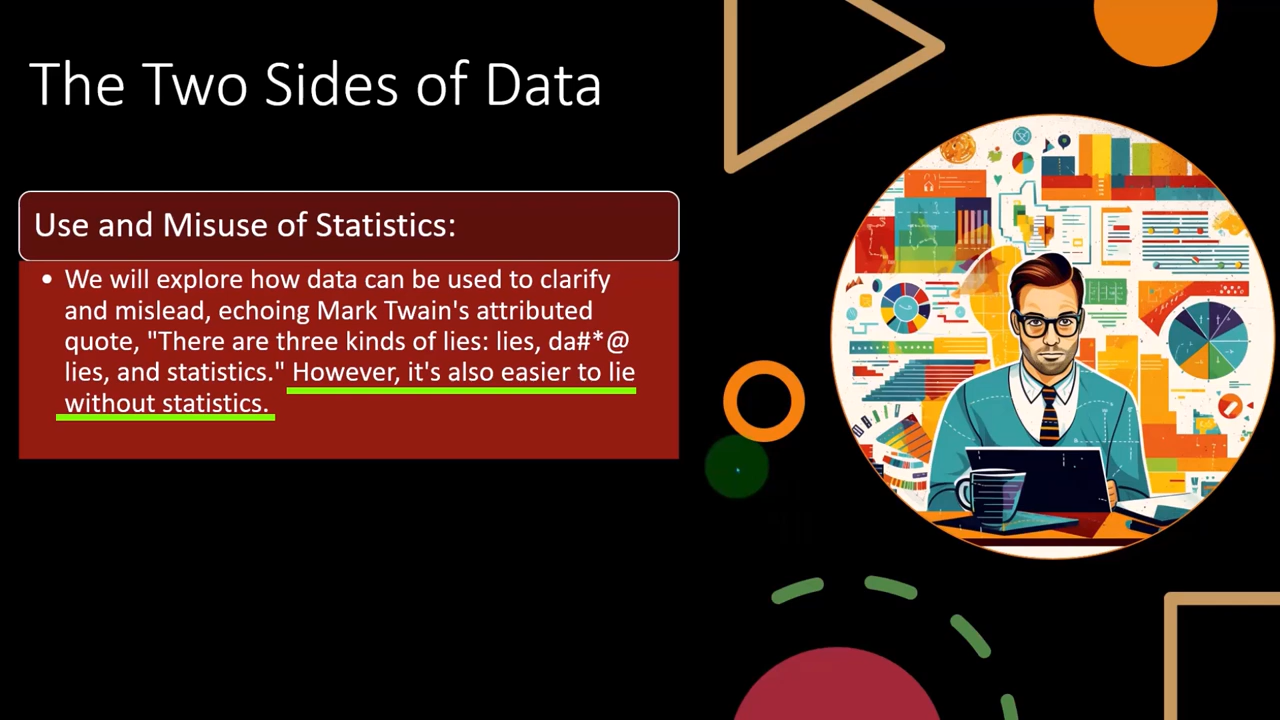 The Two Sides of Data
Use and Misuse of Statistics:
• We will explore how data can be used to clarify
and mislead, echoing Mark Twain's attributed
quote, "There are three kinds of lies: lies, da#*@
lies, and statistics." However, it's also easier to lie
without statistics.